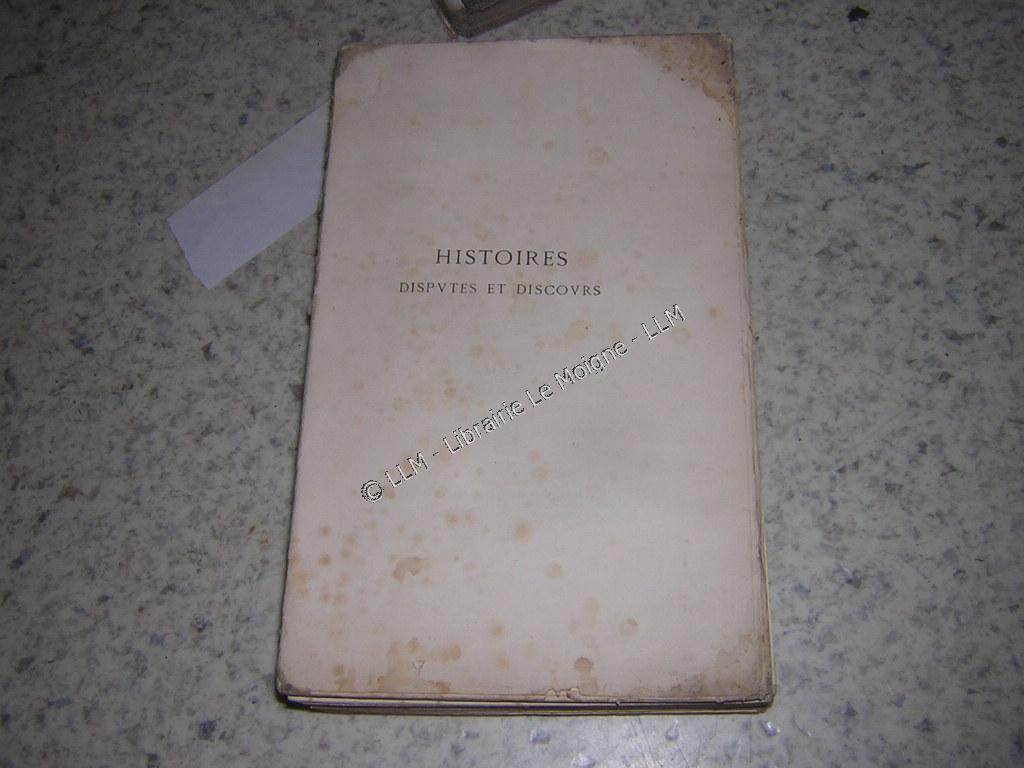 HISTOIRES
DISPVTES ET DISCOVRS
© LLM - Librairie Le Moigne - LLM